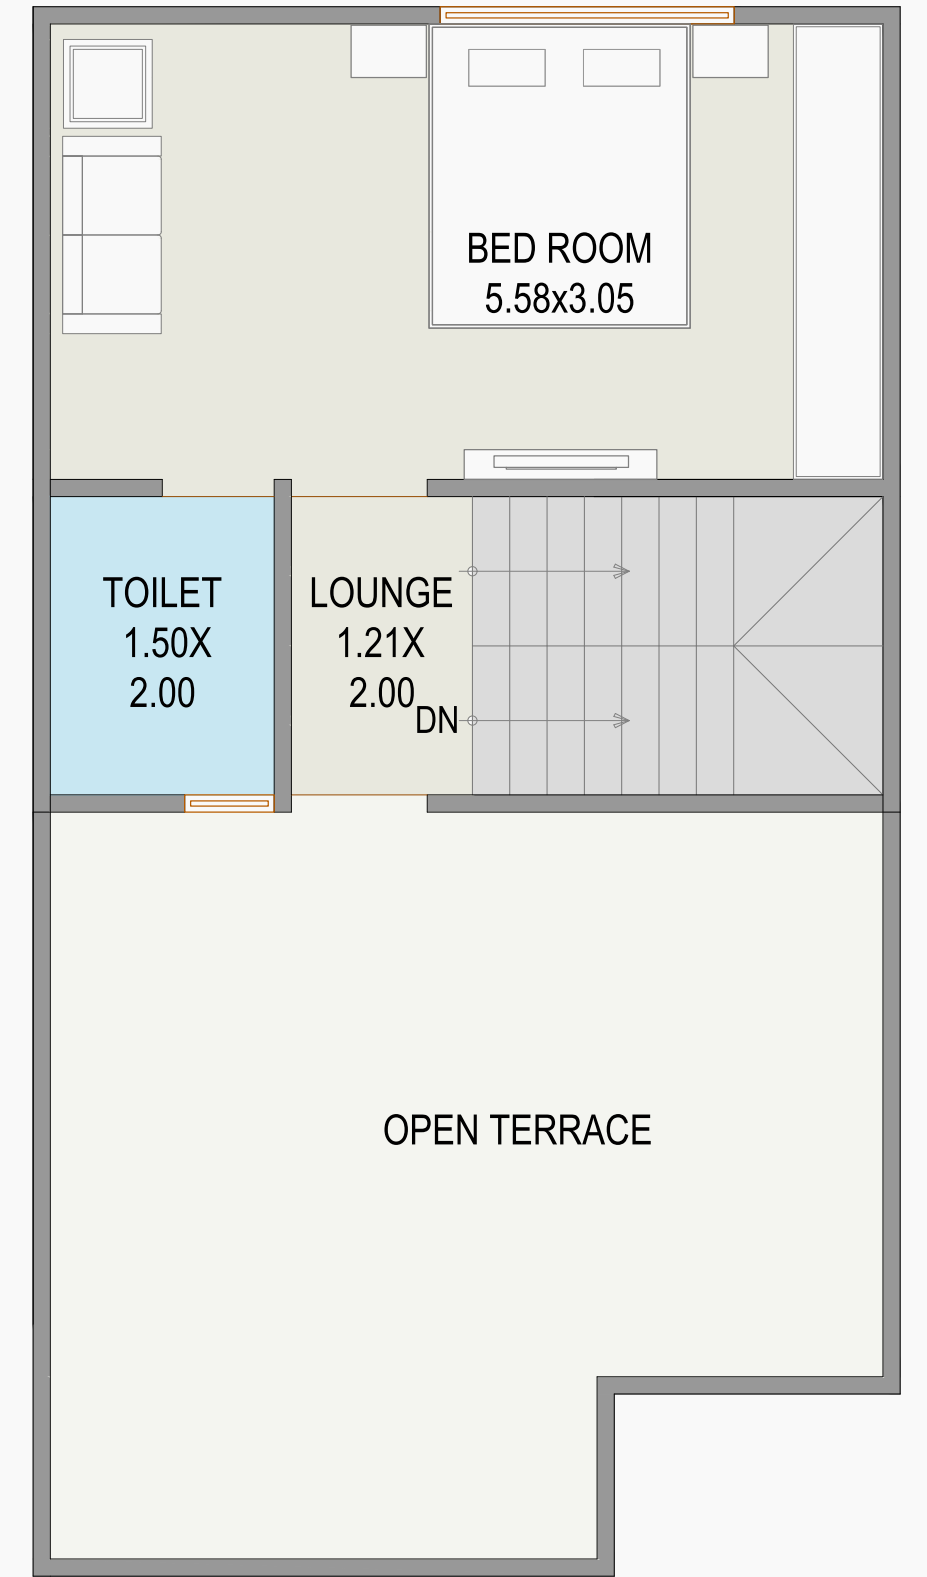 BED ROOM
5.58x3.05
TOILET
1.50X
2.00
LOUNGE
1.21X
2.00
DN
OPEN TERRACE